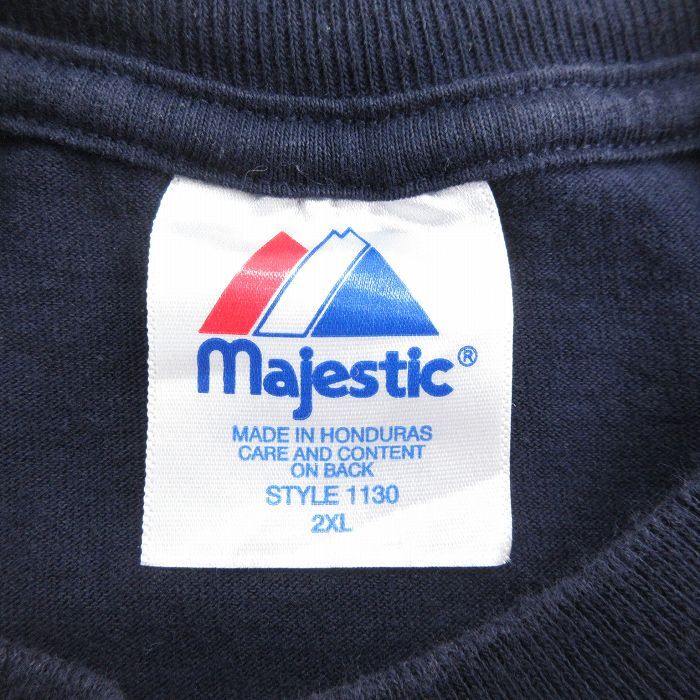 Majestic®
MADE IN HONDURAS
CARE AND CONTENT
ON BACK
STYLE 1130
2XL